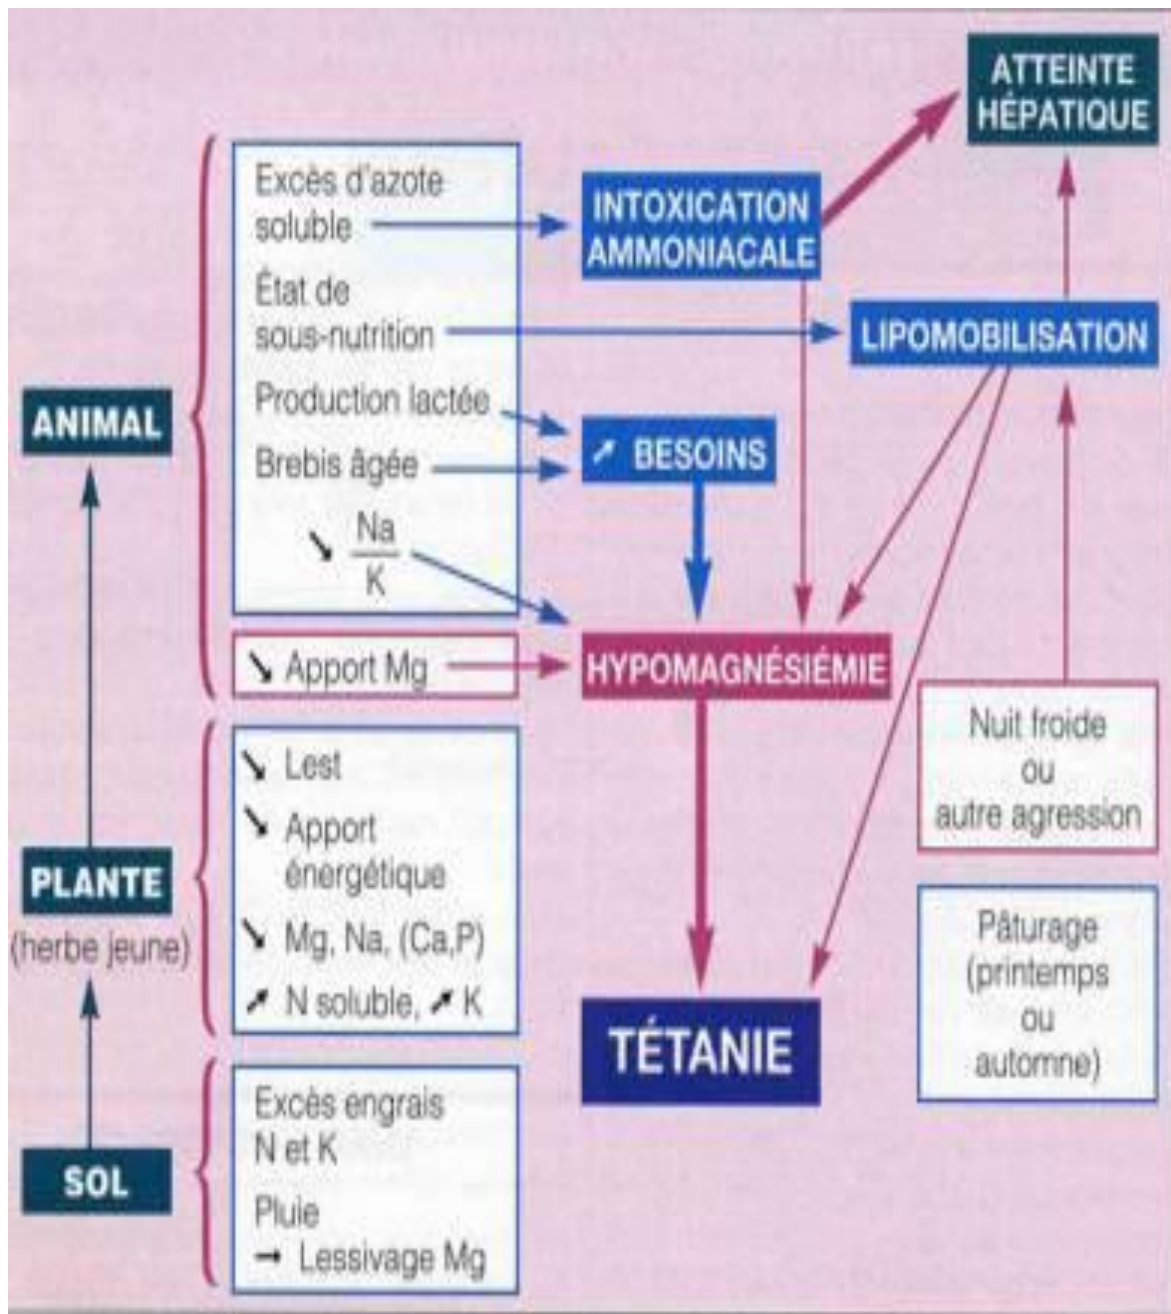 ATTEINTE
HÉPATIQUE
Excès d'azote
soluble
INTOXICATION
AMMONIACALE
État de
sous-nutrition
LIPOMOBILISATION
ANIMAL
Production lactée
Brebis âgée
↗ BESOINS
↘ Na
K
↘ Apport Mg
HYPOMAGNÉSIÉMIE
Nuit froide
ou
autre agression
PLANTE
(herbe jeune)
↘ Lest
↘ Apport
énergétique
↘ Mg, Na, (Ca,P)
↗ N soluble, ↗ K
Pâturage
(printemps
ou
automne)
TÉTANIE
SOL
Excès engrais
N et K
Pluie
→ Lessivage Mg